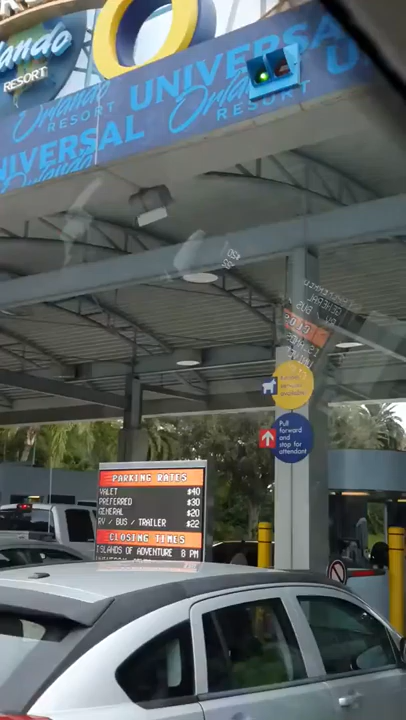 Orlando
RESORT
UNIVERSAL
Orlando
RESORT
UNIVERSAL
Orlando
RESORT
Pull
forward
and
stop for
attendant
PARKING RATES
VALET $40
PREFERRED $30
GENERAL $20
RV / BUS / TRAILER $22
CLOSING TIMES
ISLANDS OF ADVENTURE 8 PM